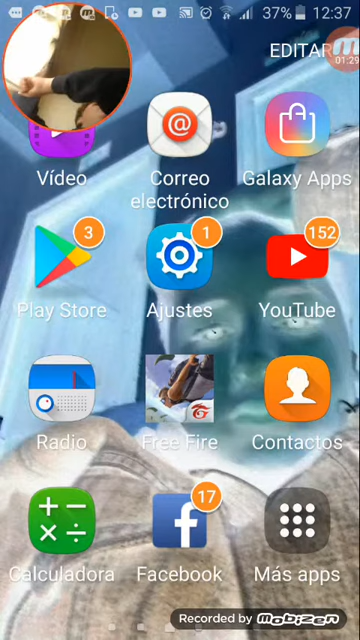 37% 12:37
EDITAR
01:29
Vídeo
Correo
electrónico
Galaxy Apps
3
1
152
Play Store
Ajustes
YouTube
Radio
Free Fire
Contactos
17
Calculadora
Facebook
Más apps
Recorded by MOBIZEN